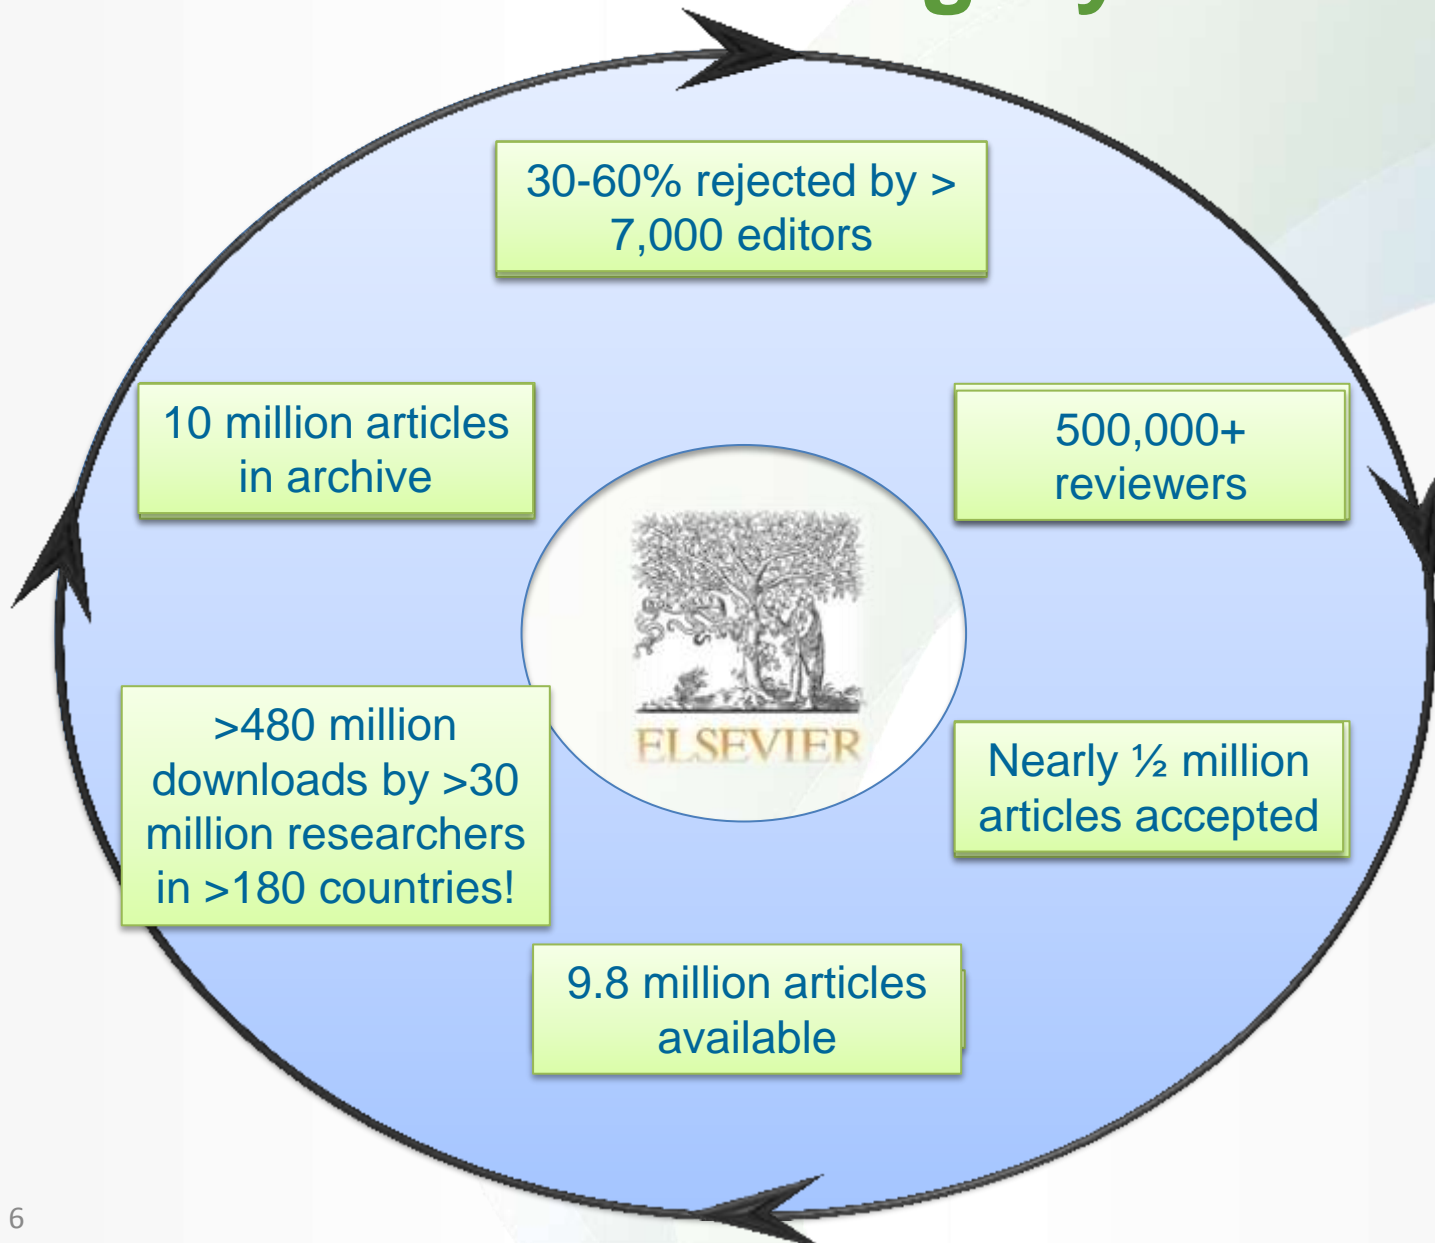 30-60% rejected by >
7,000 editors
10 million articles
in archive
500,000+
reviewers
ELSEVIER
>480 million
downloads by >30
million researchers
in >180 countries!
Nearly ½ million
articles accepted
9.8 million articles
available
6